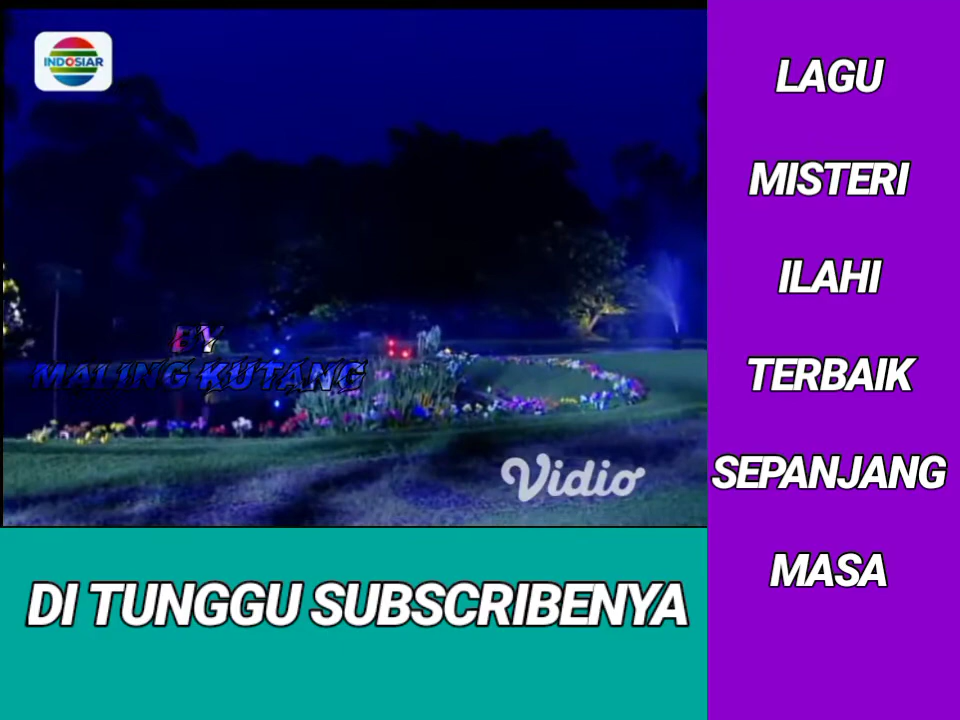 INDOSIAR
BY
MALING KUTANG
Vidio
DI TUNGGU SUBSCRIBENYA
LAGU
MISTERI
ILAHI
TERBAIK
SEPANJANG
MASA